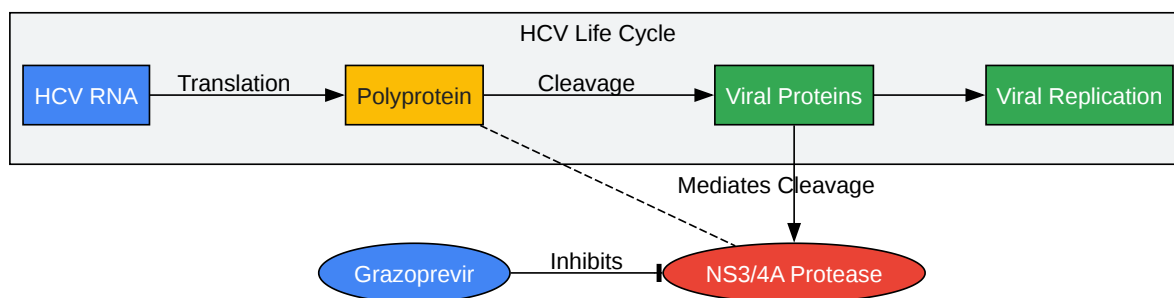 HCV Life Cycle
HCV RNA
Translation
Polyprotein
Cleavage
Viral Proteins
Viral Replication
Mediates Cleavage
Grazoprevir
Inhibits
NS3/4A Protease